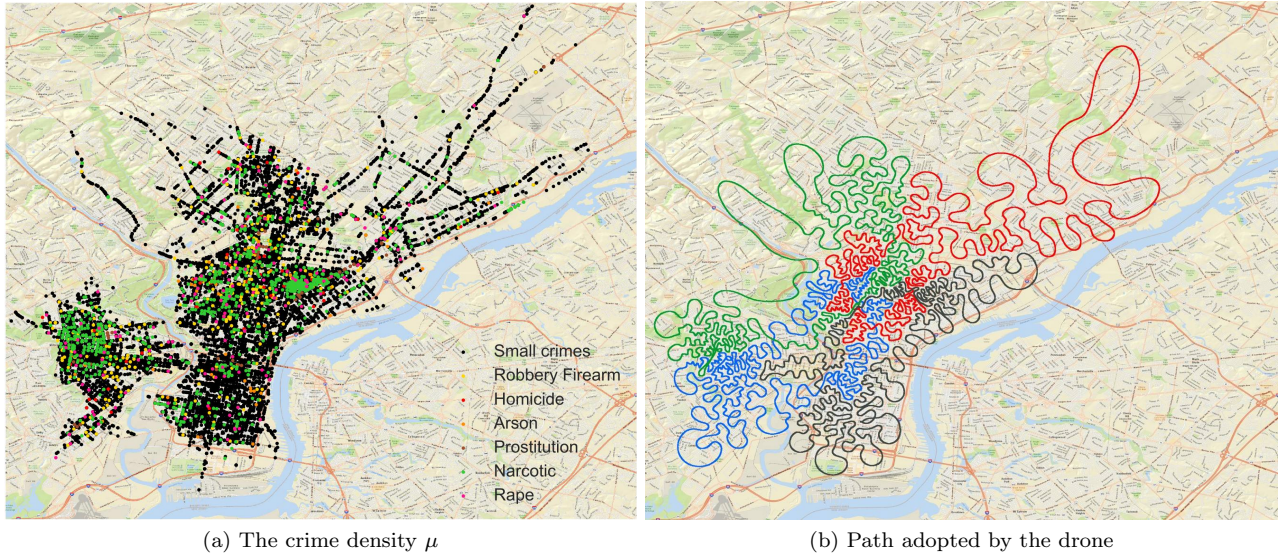 Small crimes
Robbery Firearm
Homicide
Arson
Prostitution
Narcotic
Rape
(a) The crime density μ
(b) Path adopted by the drone